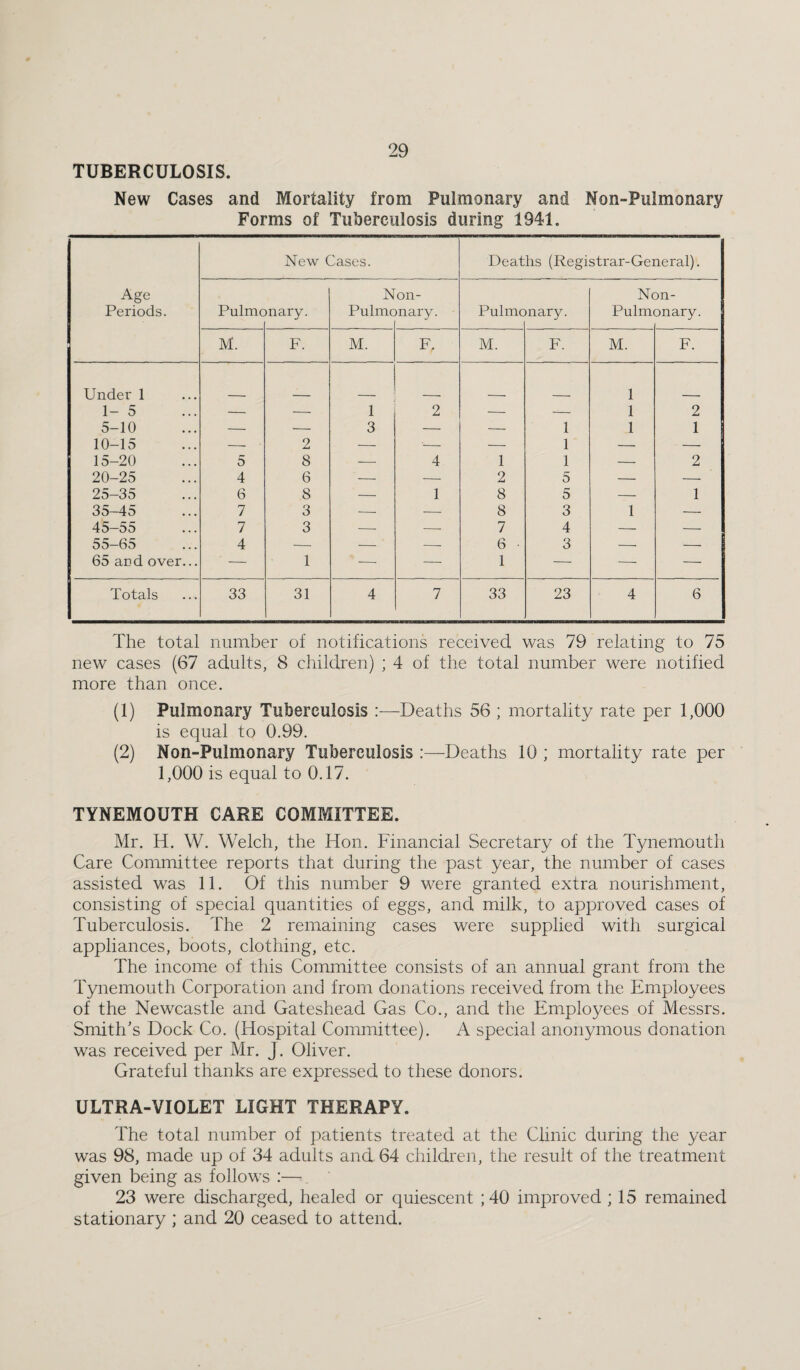 29
TUBERCULOSIS.
New Cases and Mortality from Pulmonary and Non-Pulmonary
Forms of Tuberculosis during 1941.
Age Periods. | New Cases. | Deaths (Registrar-General).
Pulmonary. | Non-Pulmonary. | Pulmonary. | Non-Pulmonary.
M. | F. | M. | F. | M. | F. | M. | F.
Under 1 ... | — | — | — | — | — | — | 1 | —
1- 5 ... | — | — | 1 | 2 | — | — | 1 | 2
5-10 ... | — | — | 3 | — | — | 1 | 1 | 1
10-15 ... | — | 2 | — | — | — | 1 | — | —
15-20 ... | 5 | 8 | — | 4 | 1 | 1 | — | 2
20-25 ... | 4 | 6 | — | — | 2 | 5 | — | —
25-35 ... | 6 | 8 | — | 1 | 8 | 5 | — | 1
35-45 ... | 7 | 3 | — | — | 8 | 3 | 1 | —
45-55 ... | 7 | 3 | — | — | 7 | 4 | — | —
55-65 ... | 4 | — | — | — | 6 | 3 | — | —
65 and over... | — | 1 | — | — | 1 | — | — | —
Totals ... | 33 | 31 | 4 | 7 | 33 | 23 | 4 | 6
The total number of notifications received was 79 relating to 75
new cases (67 adults, 8 children) ; 4 of the total number were notified
more than once.
(1) Pulmonary Tuberculosis :—Deaths 56 ; mortality rate per 1,000
is equal to 0.99.
(2) Non-Pulmonary Tuberculosis :—Deaths 10 ; mortality rate per
1,000 is equal to 0.17.
TYNEMOUTH CARE COMMITTEE.
Mr. H. W. Welch, the Hon. Financial Secretary of the Tynemouth
Care Committee reports that during the past year, the number of cases
assisted was 11. Of this number 9 were granted extra nourishment,
consisting of special quantities of eggs, and milk, to approved cases of
Tuberculosis. The 2 remaining cases were supplied with surgical
appliances, boots, clothing, etc.
The income of this Committee consists of an annual grant from the
Tynemouth Corporation and from donations received from the Employees
of the Newcastle and Gateshead Gas Co., and the Employees of Messrs.
Smith's Dock Co. (Hospital Committee). A special anonymous donation
was received per Mr. J. Oliver.
Grateful thanks are expressed to these donors.
ULTRA-VIOLET LIGHT THERAPY.
The total number of patients treated at the Clinic during the year
was 98, made up of 34 adults and 64 children, the result of the treatment
given being as follows :—
23 were discharged, healed or quiescent ; 40 improved ; 15 remained
stationary ; and 20 ceased to attend.